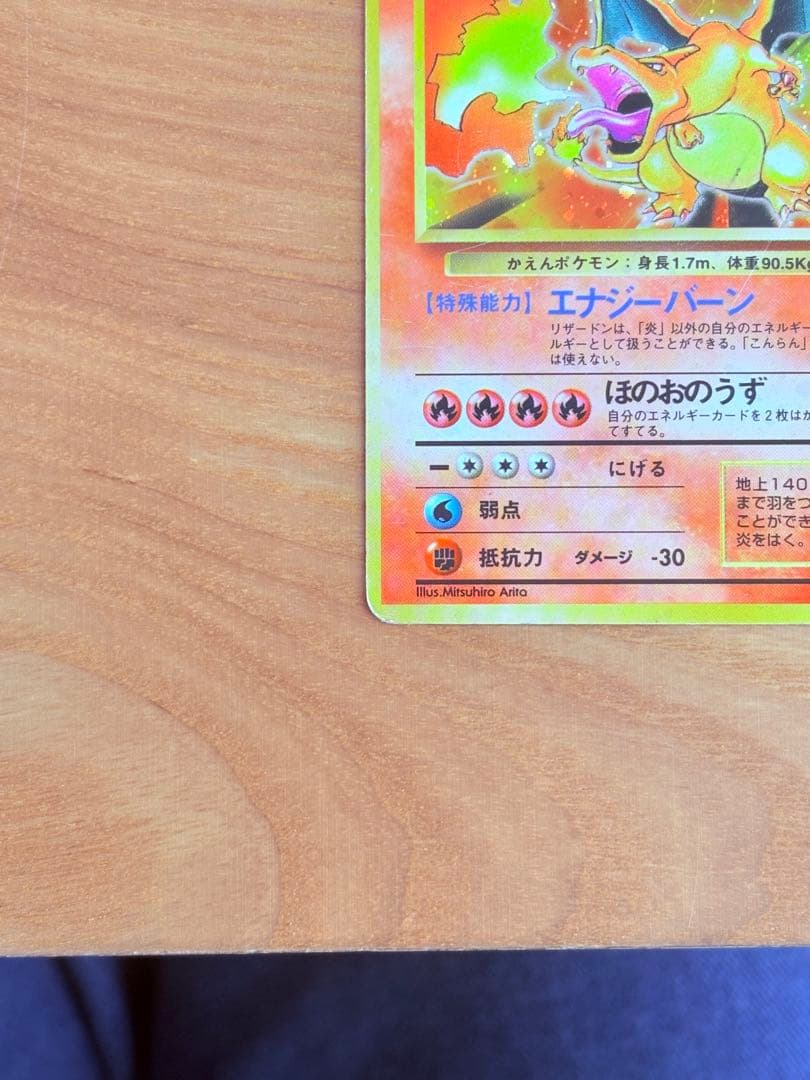 かえんポケモン：身長1.7m、体重90.5Kg
【特殊能力】エナジーバーン
リザードンは、「炎」以外の自分のエネルギー
ルギーとして扱うことができる。「こんらん」
は使えない。
ほのおのうず
自分のエネルギーカードを２枚は
てすてる。
にげる
弱点
抵抗力 ダメージ -30
地上140
まで羽をつ
ことができ
炎をはく。
Illus.Mitsuhiro Arita